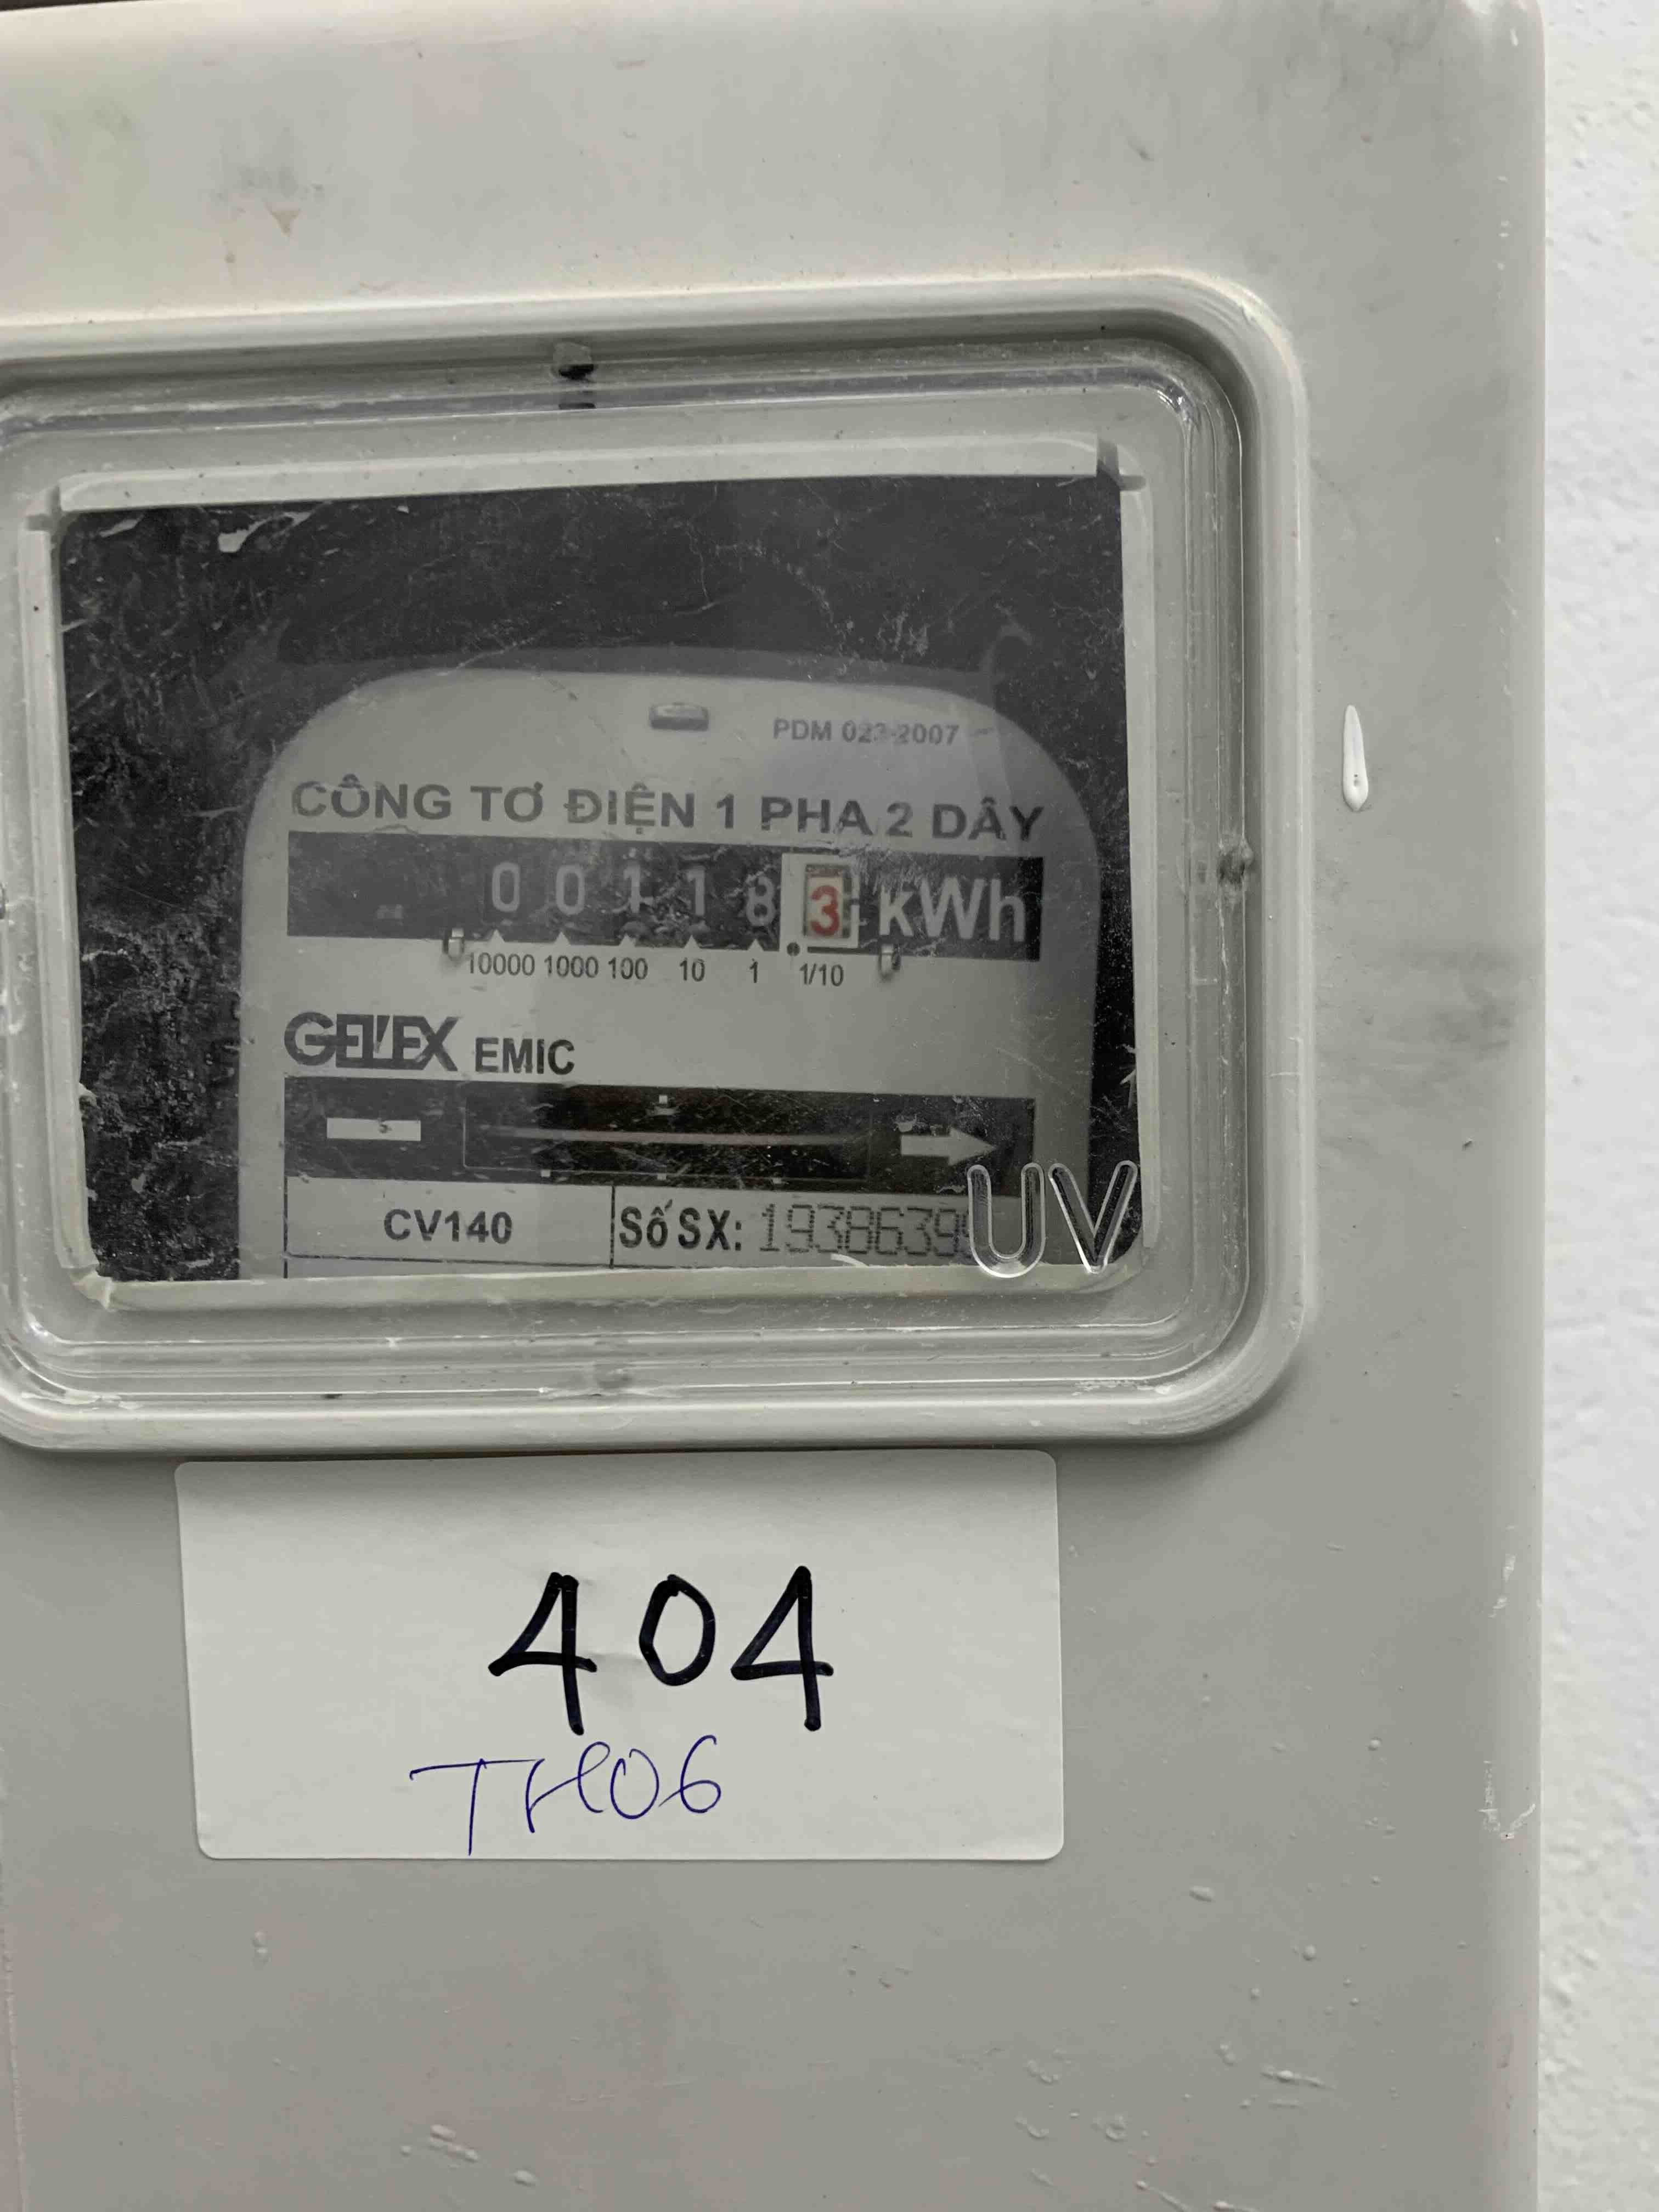 PDM 023-2007
CÔNG TƠ ĐIỆN 1 PHA 2 DÂY
0 0 1 1 8 3 kWh
10000 1000 100 10 1 1/10
GELEX EMIC
CV140 Số SX:
UV
404
TH06